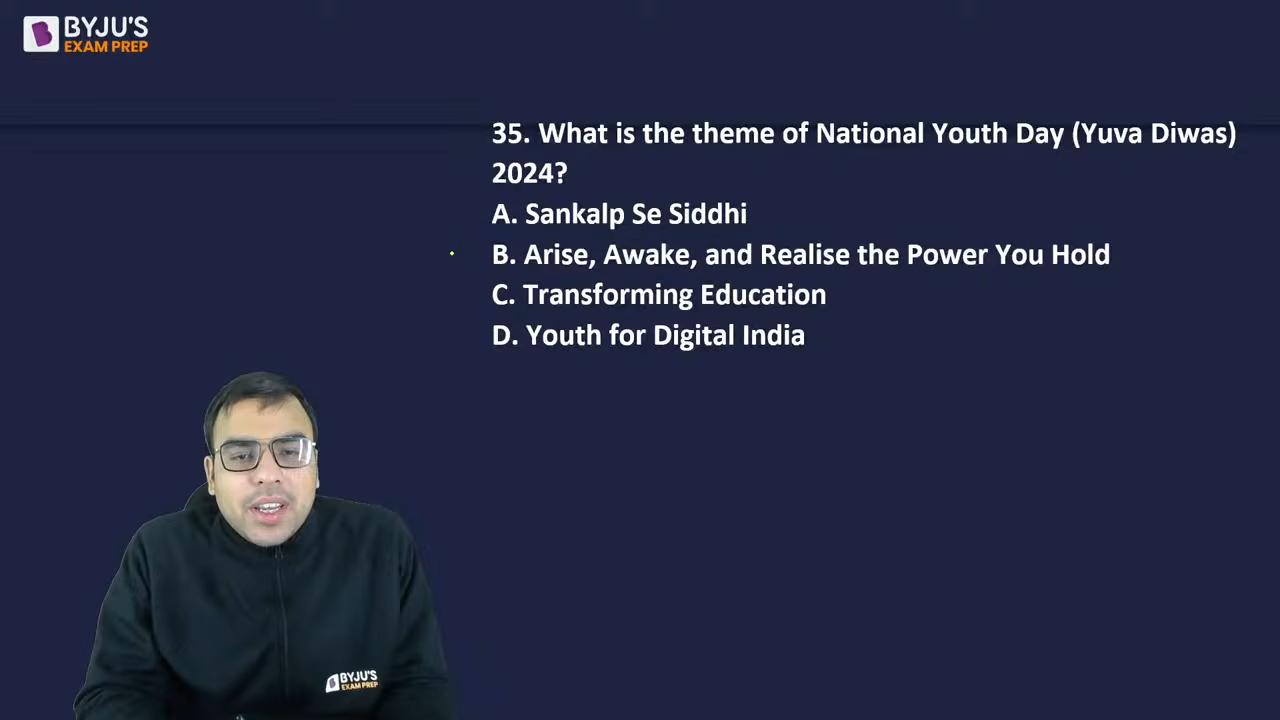 BYJU'S
EXAM PREP
35. What is the theme of National Youth Day (Yuva Diwas)
2024?
A. Sankalp Se Siddhi
B. Arise, Awake, and Realise the Power You Hold
C. Transforming Education
D. Youth for Digital India
BYJU'S
EXAM PREP